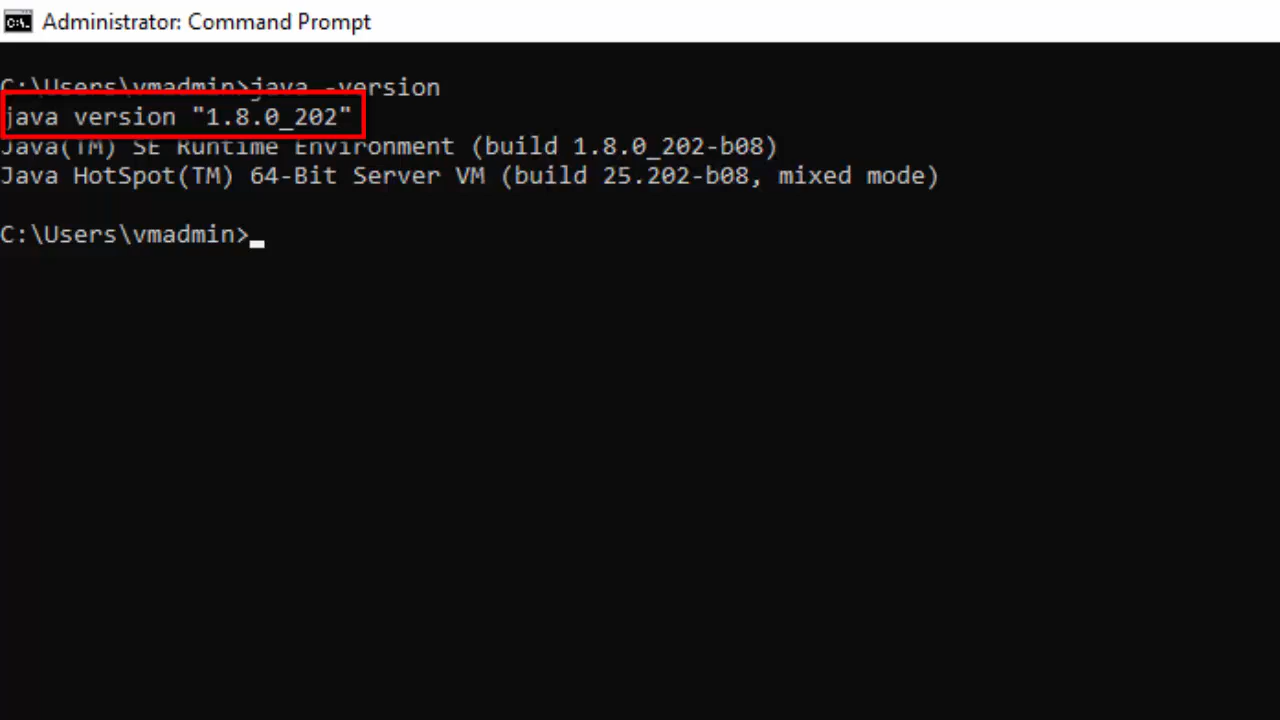 Administrator: Command Prompt
C:\Users\vmadmin>java -version
java version "1.8.0_202"
Java(TM) SE Runtime Environment (build 1.8.0_202-b08)
Java HotSpot(TM) 64-Bit Server VM (build 25.202-b08, mixed mode)
C:\Users\vmadmin>